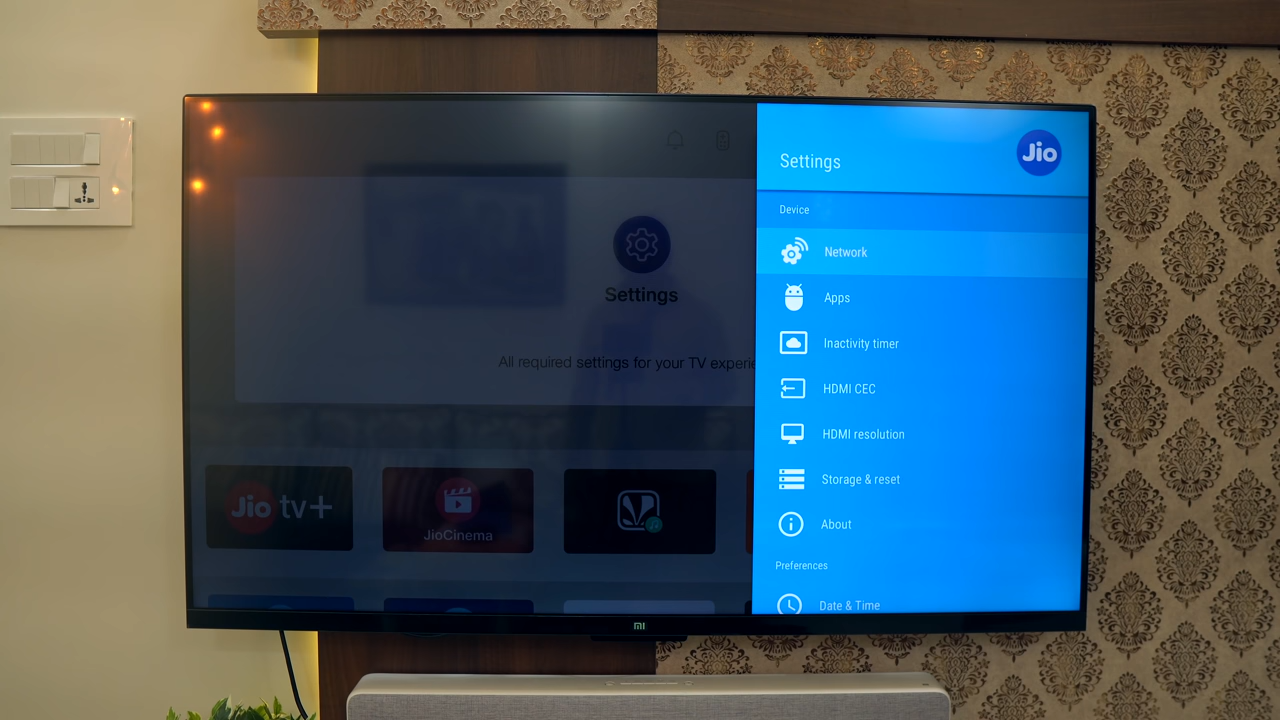 Settings
Jio
Device
Network
Apps
Inactivity timer
HDMI CEC
HDMI resolution
Storage & reset
About
Preferences
Date & Time
Settings
All required settings for your TV experie
Jio tv+
JioCinema
mi